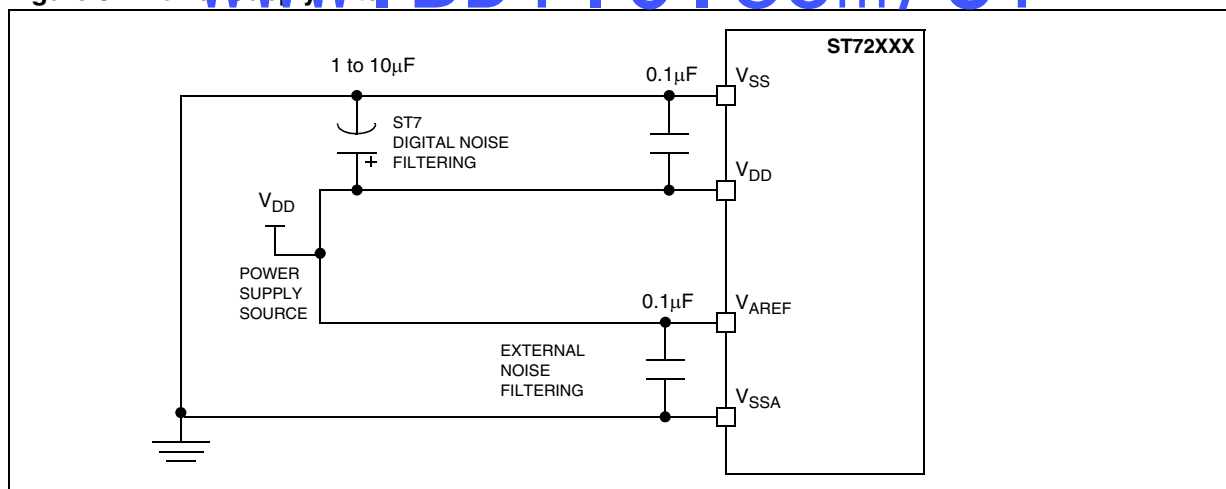 ST72XXX
1 to 10μF
0.1μF
VSS
ST7
DIGITAL NOISE
FILTERING
+
VDD
VDD
POWER
SUPPLY
SOURCE
0.1μF
VAREF
EXTERNAL
NOISE
FILTERING
VSSA